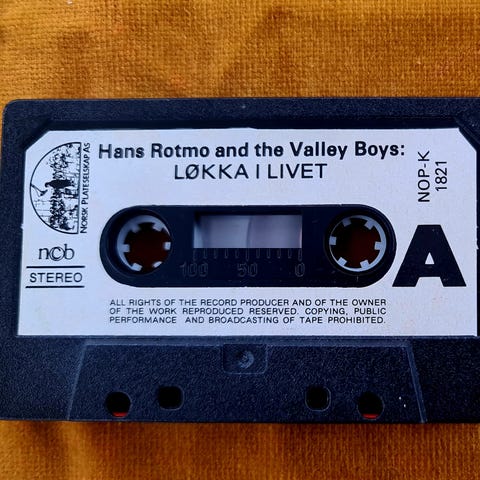 Hans Rotmo and the Valley Boys:
LØKKA I LIVET
NORSK PLATESELSKAP AS
NOP-K
1821
ncb
STEREO
100 50 0
A
ALL RIGHTS OF THE RECORD PRODUCER AND OF THE OWNER
OF THE WORK REPRODUCED RESERVED. COPYING, PUBLIC
PERFORMANCE AND BROADCASTING OF TAPE PROHIBITED.